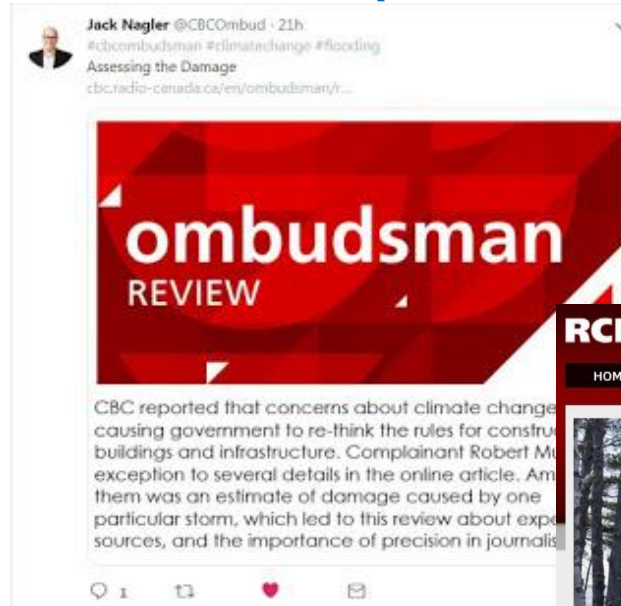 Jack Nagler @CBCOmbud · 21h
#cbcombudsman #climatechange #flooding
Assessing the Damage
cbc.radio-canada.ca/en/ombudsman/r...
ombudsman
REVIEW
CBC reported that concerns about climate change
causing government to re-think the rules for constru
buildings and infrastructure. Complainant Robert Mu
exception to several details in the online article. Am
them was an estimate of damage caused by one
particular storm, which led to this review about expe
sources, and the importance of precision in journalis
1
RCI
HOM